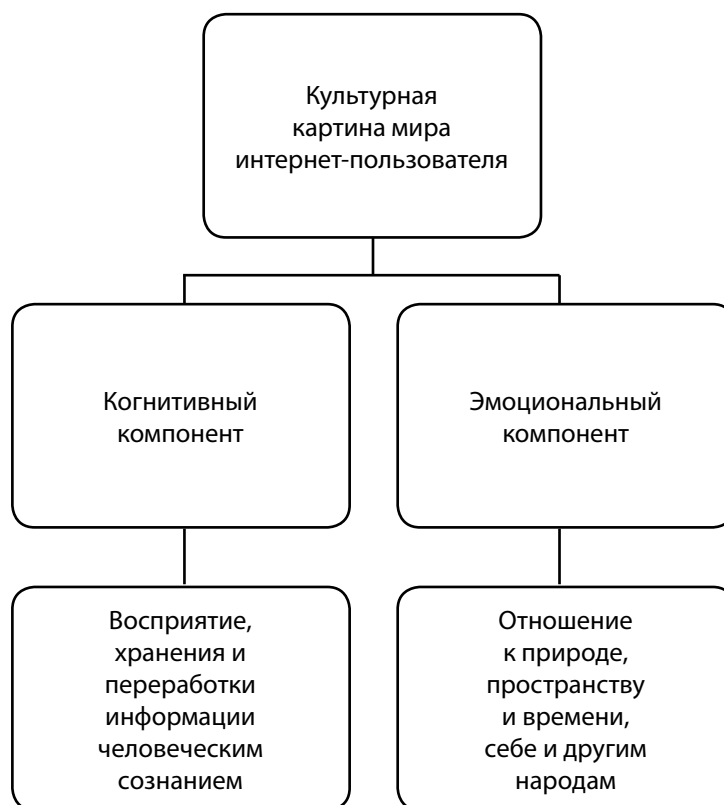 Культурная
картина мира
интернет-пользователя
Когнитивный
компонент
Эмоциональный
компонент
Восприятие,
хранения и
переработки
информации
человеческим
сознанием
Отношение
к природе,
пространству
и времени,
себе и другим
народам